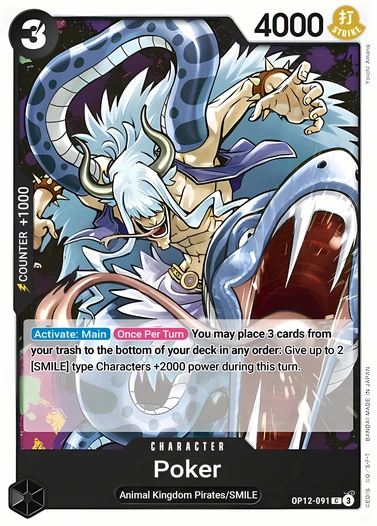 3
4000
打
STRIKE
Youchi Amano
COUNTER +1000
Activate: Main Once Per Turn You may place 3 cards from
your trash to the bottom of your deck in any order: Give up to 2
[SMILE] type Characters +2000 power during this turn.
CHARACTER
Poker
Animal Kingdom Pirates/SMILE
OP12-091 C 3
BANDAI MADE IN JAPAN